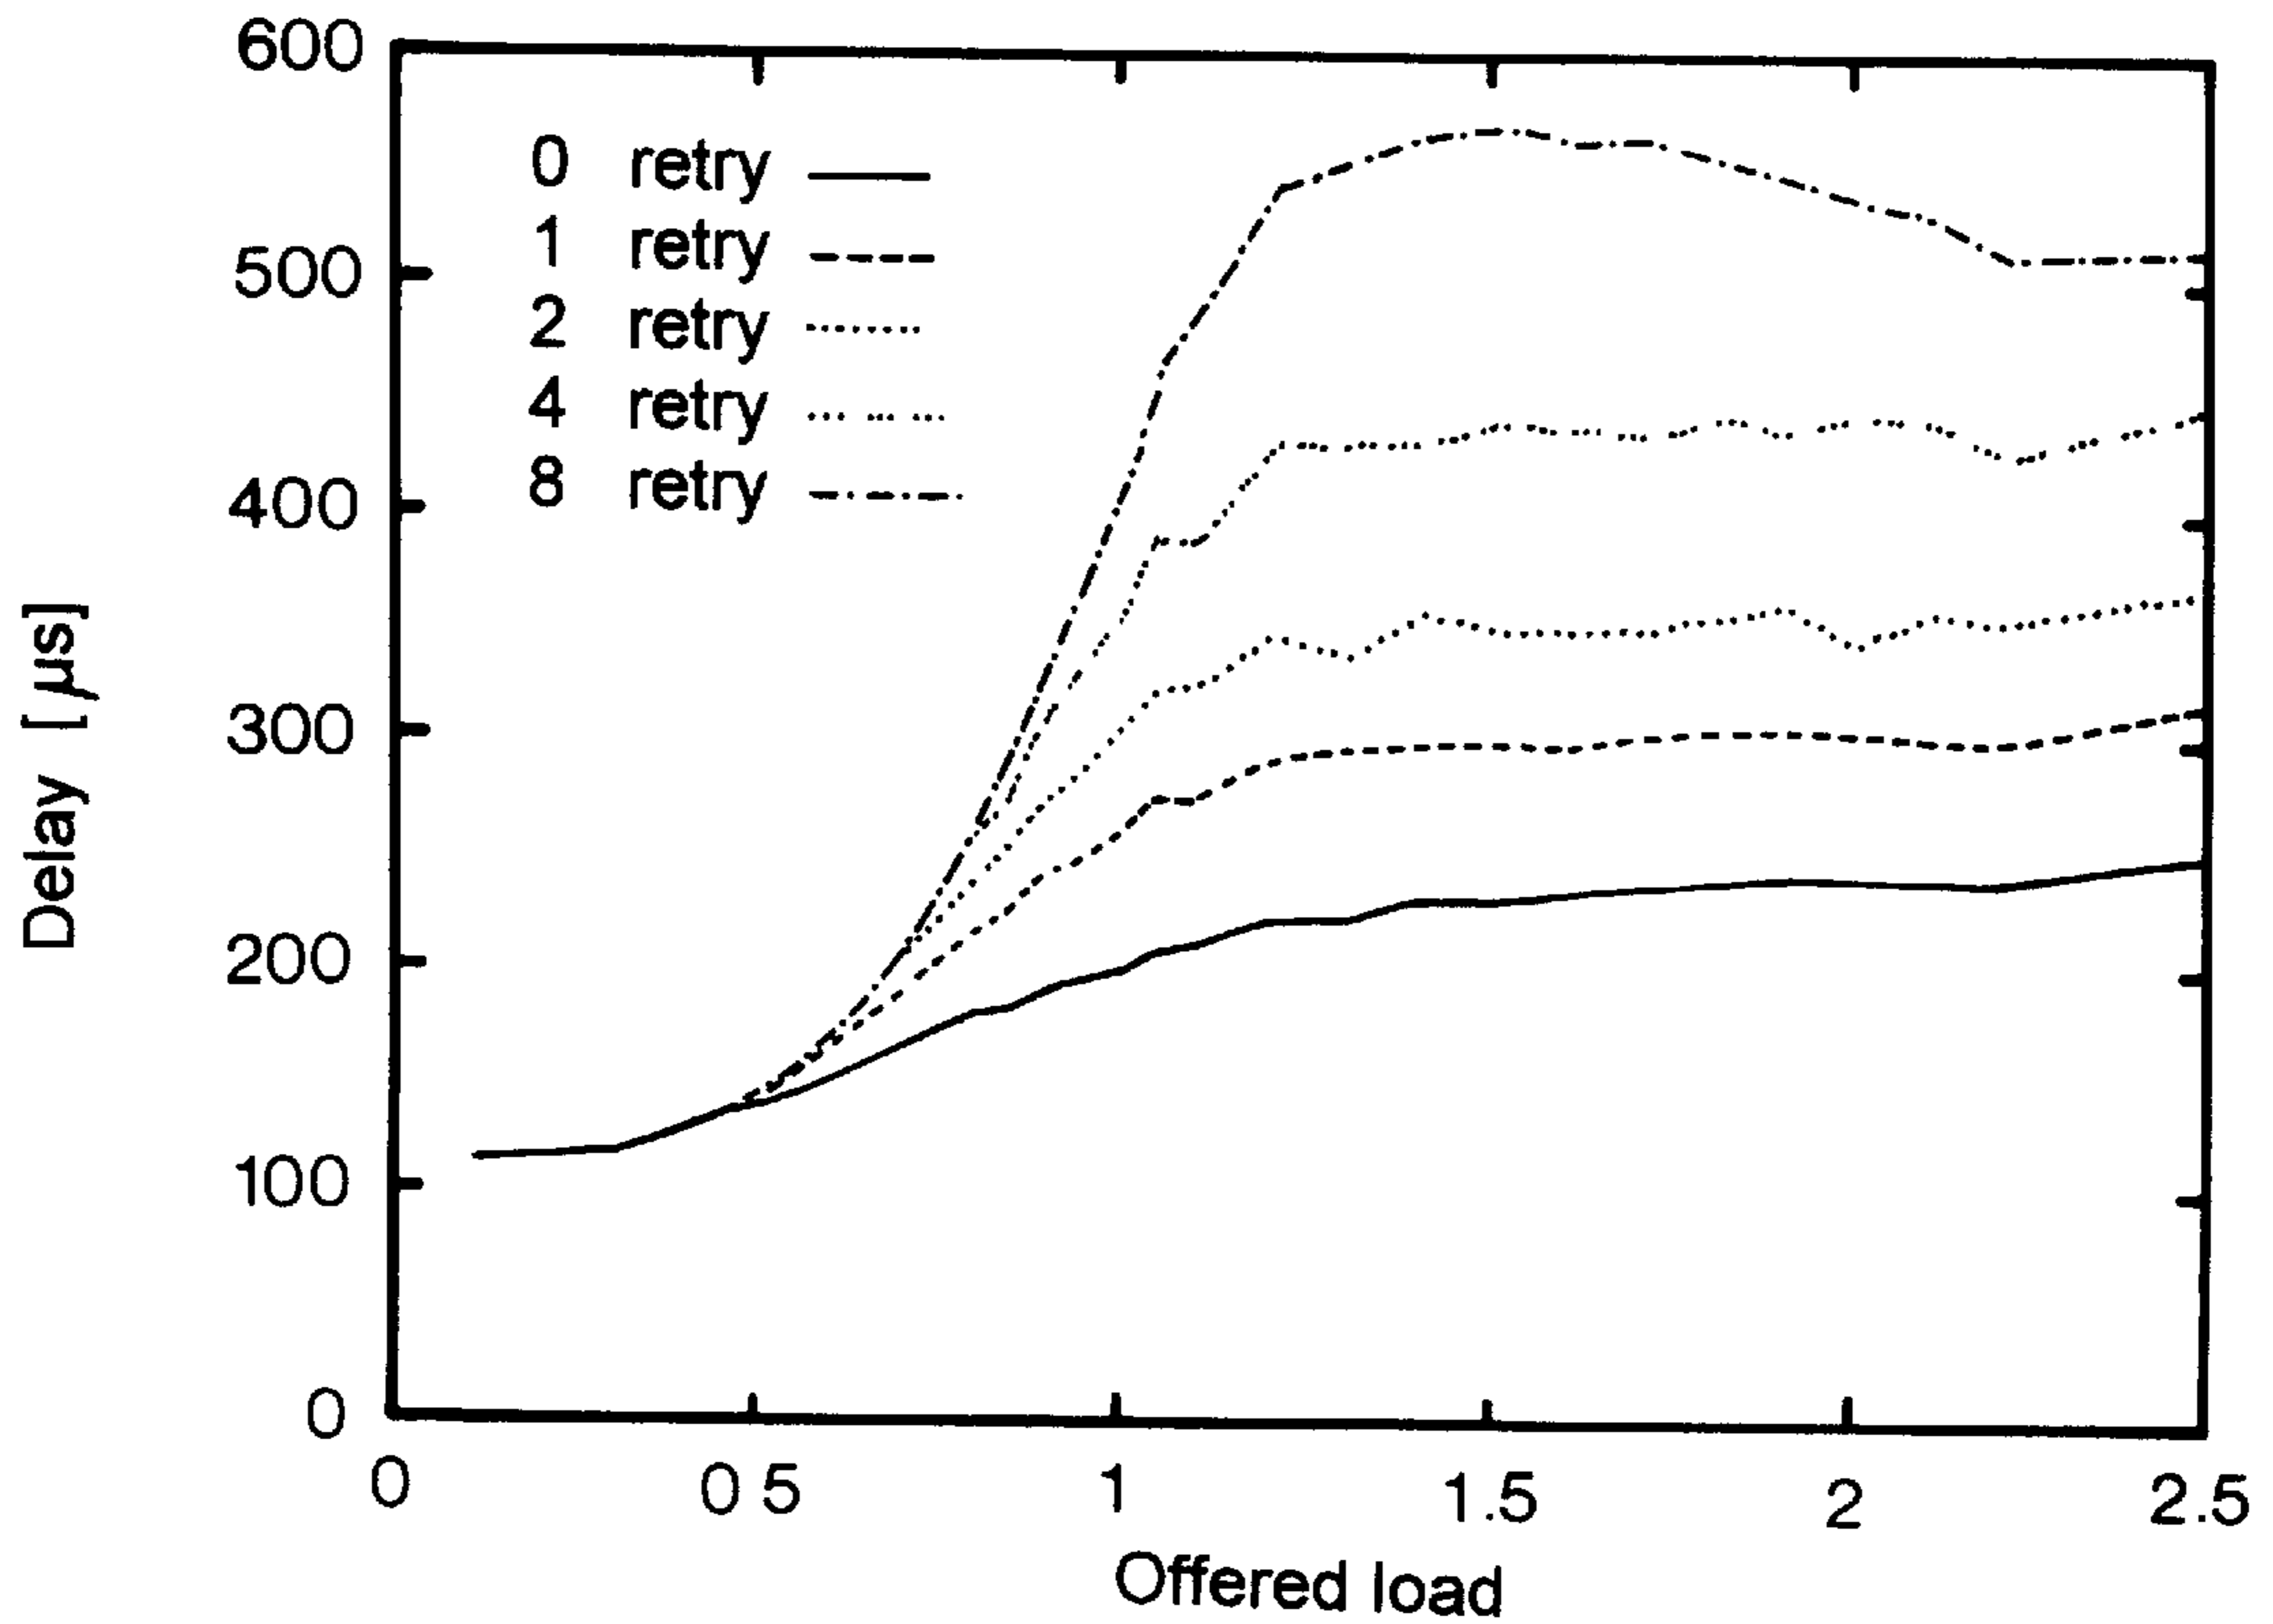 600
500
400
300
200
100
0
Delay [μs]
0 retry
1 retry
2 retry
4 retry
8 retry
0 0 5 1 1.5 2 2.5
Offered load